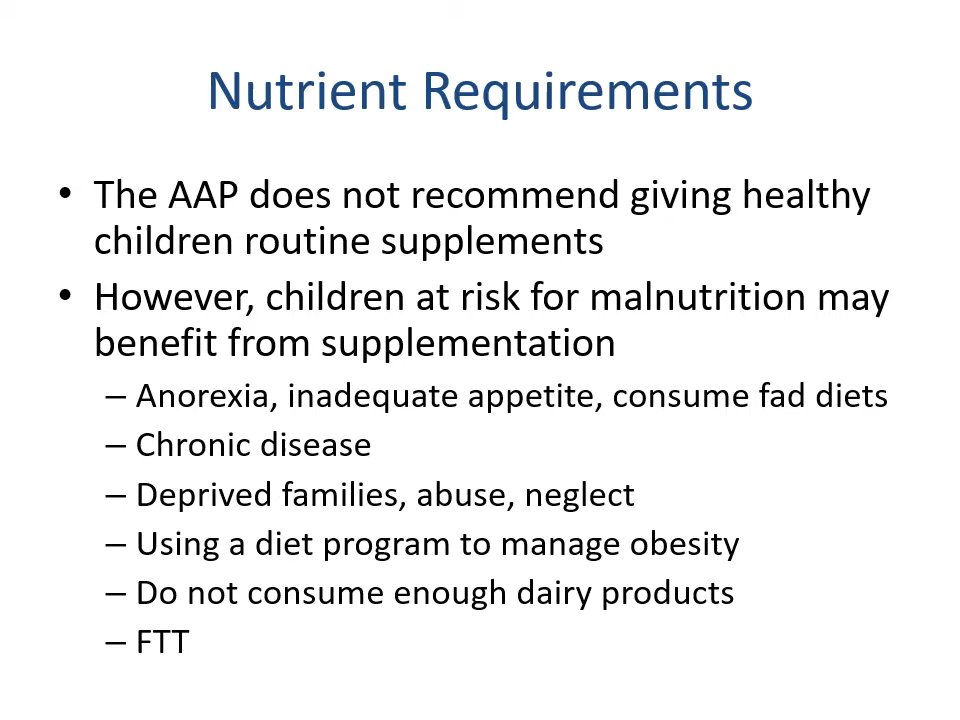 Nutrient Requirements
• The AAP does not recommend giving healthy
children routine supplements
• However, children at risk for malnutrition may
benefit from supplementation
– Anorexia, inadequate appetite, consume fad diets
– Chronic disease
– Deprived families, abuse, neglect
– Using a diet program to manage obesity
– Do not consume enough dairy products
– FTT